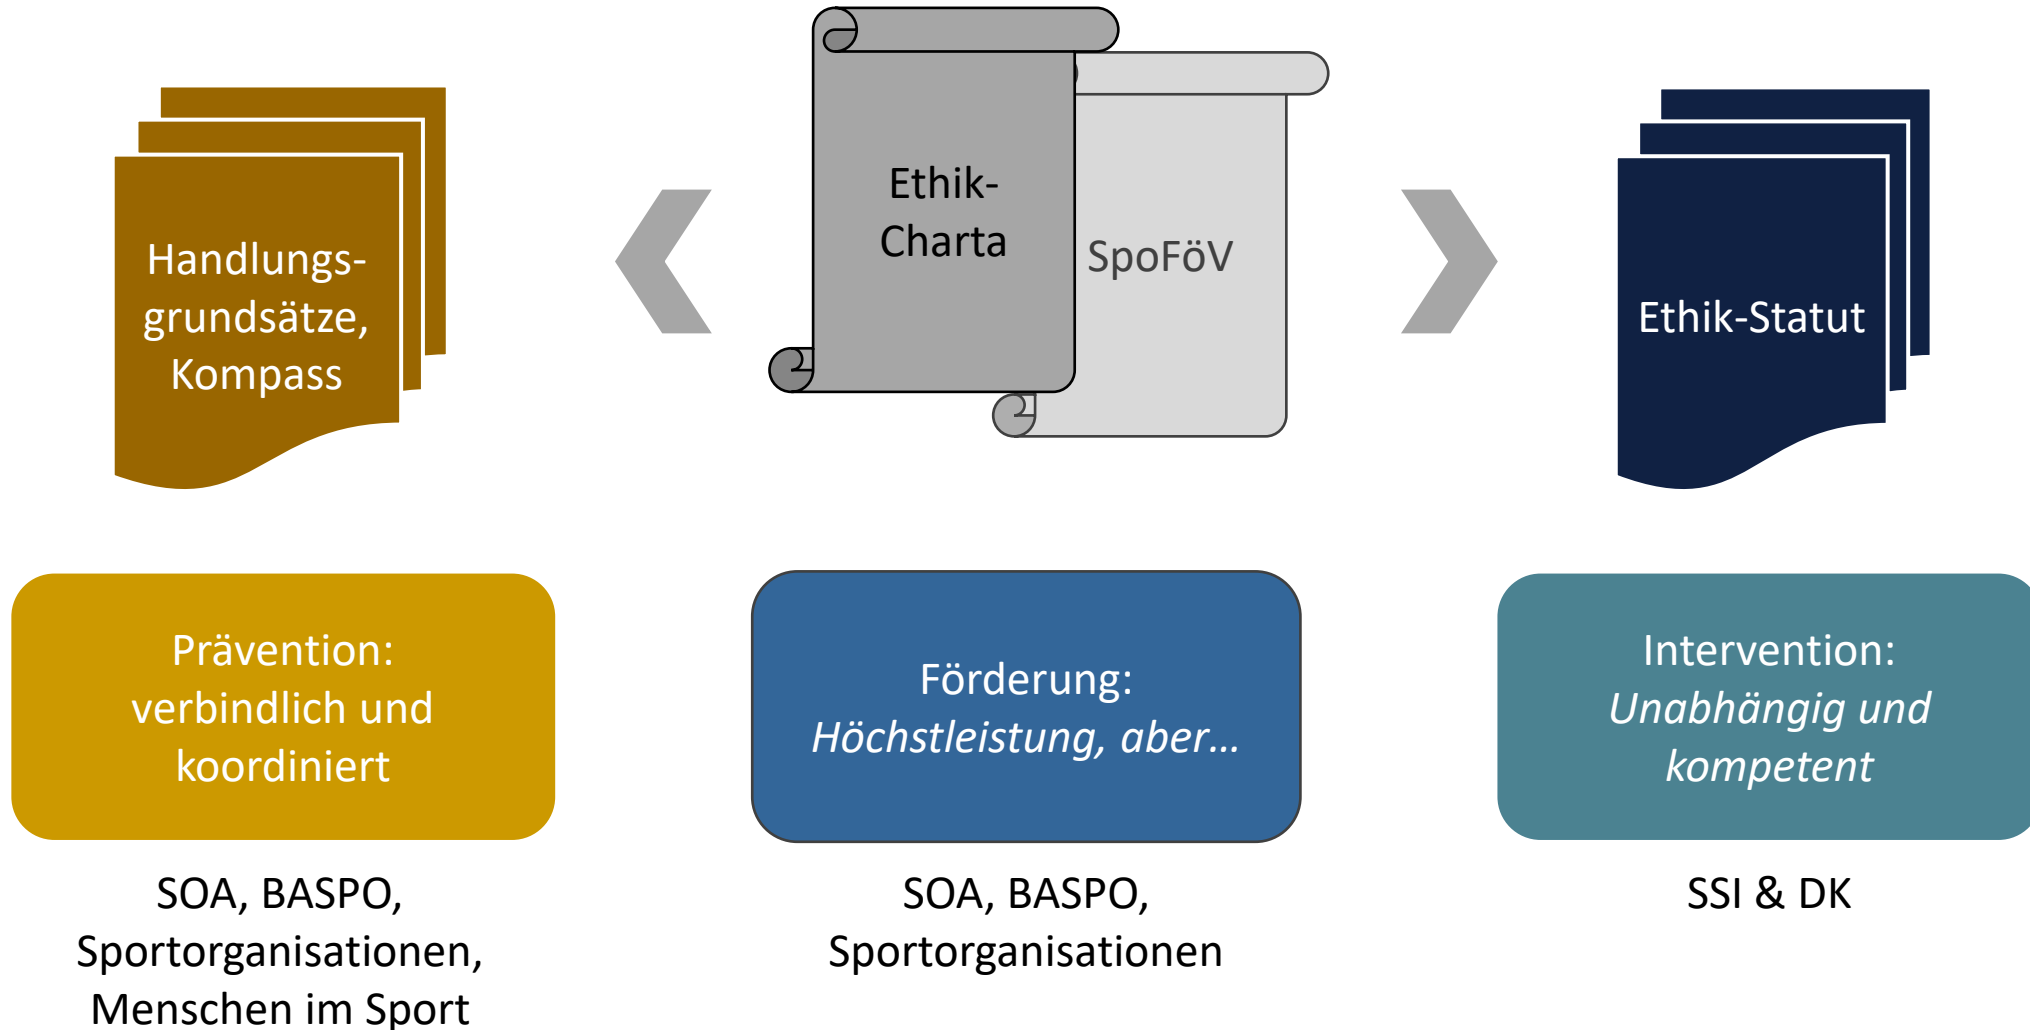 Handlungs-
grundsätze,
Kompass
Ethik-
Charta
SpoFöV
Ethik-Statut
Prävention:
verbindlich und
koordiniert
Förderung:
Höchstleistung, aber...
Intervention:
Unabhängig und
kompetent
SOA, BASPO,
Sportorganisationen,
Menschen im Sport
SOA, BASPO,
Sportorganisationen
SSI & DK